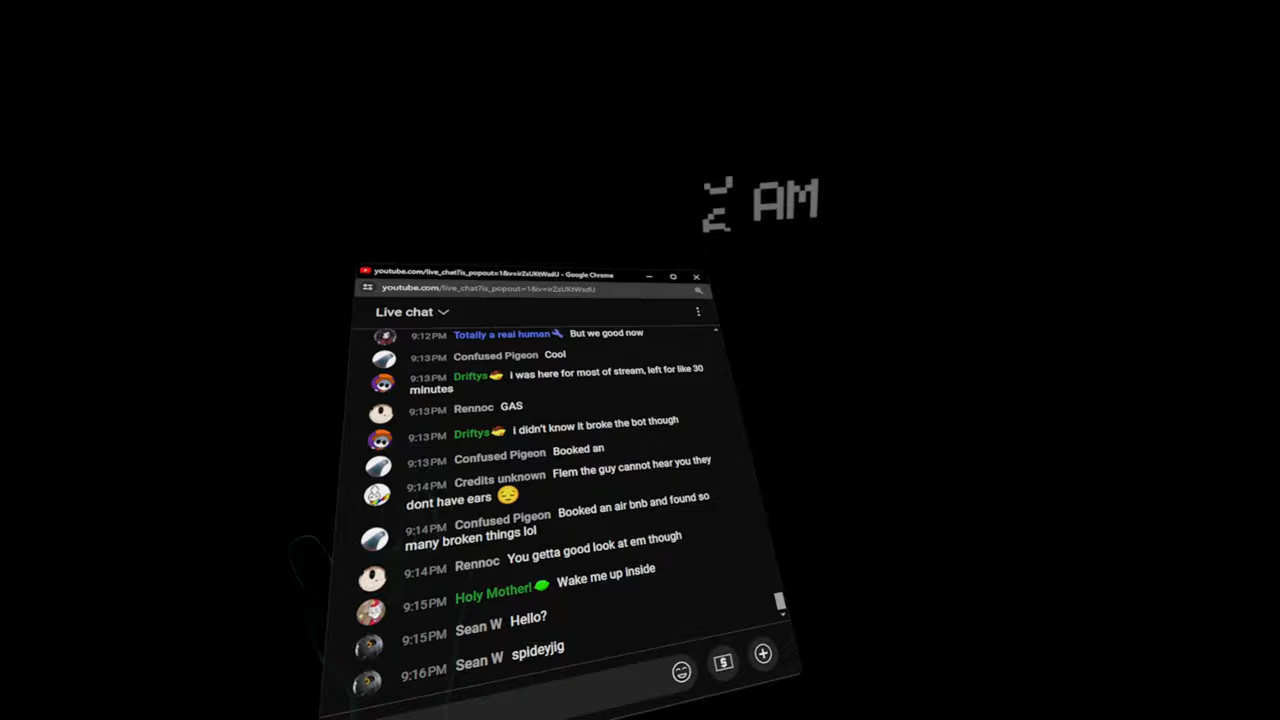 AM
youtube.com/live_chat?is_popout=1&v=irZsUKtWsdU - Google Chrome
youtube.com/live_chat?is_popout=1&v=irZsUKtWsdU
Live chat
9:12 PM Totally a real human But we good now
9:13 PM Confused Pigeon Cool
9:13 PM Driftys i was here for most of stream, left for like 30
minutes
9:13 PM Rennoc GAS
9:13 PM Driftys i didn't know it broke the bot though
9:13 PM Confused Pigeon Booked an
9:14 PM Credits unknown Flem the guy cannot hear you they
dont have ears 😔
9:14 PM Confused Pigeon Booked an air bnb and found so
many broken things lol
9:14 PM Rennoc You getta good look at em though
9:15 PM Holy Mother! Wake me up inside
9:15 PM Sean W Hello?
9:16 PM Sean W spideyjig